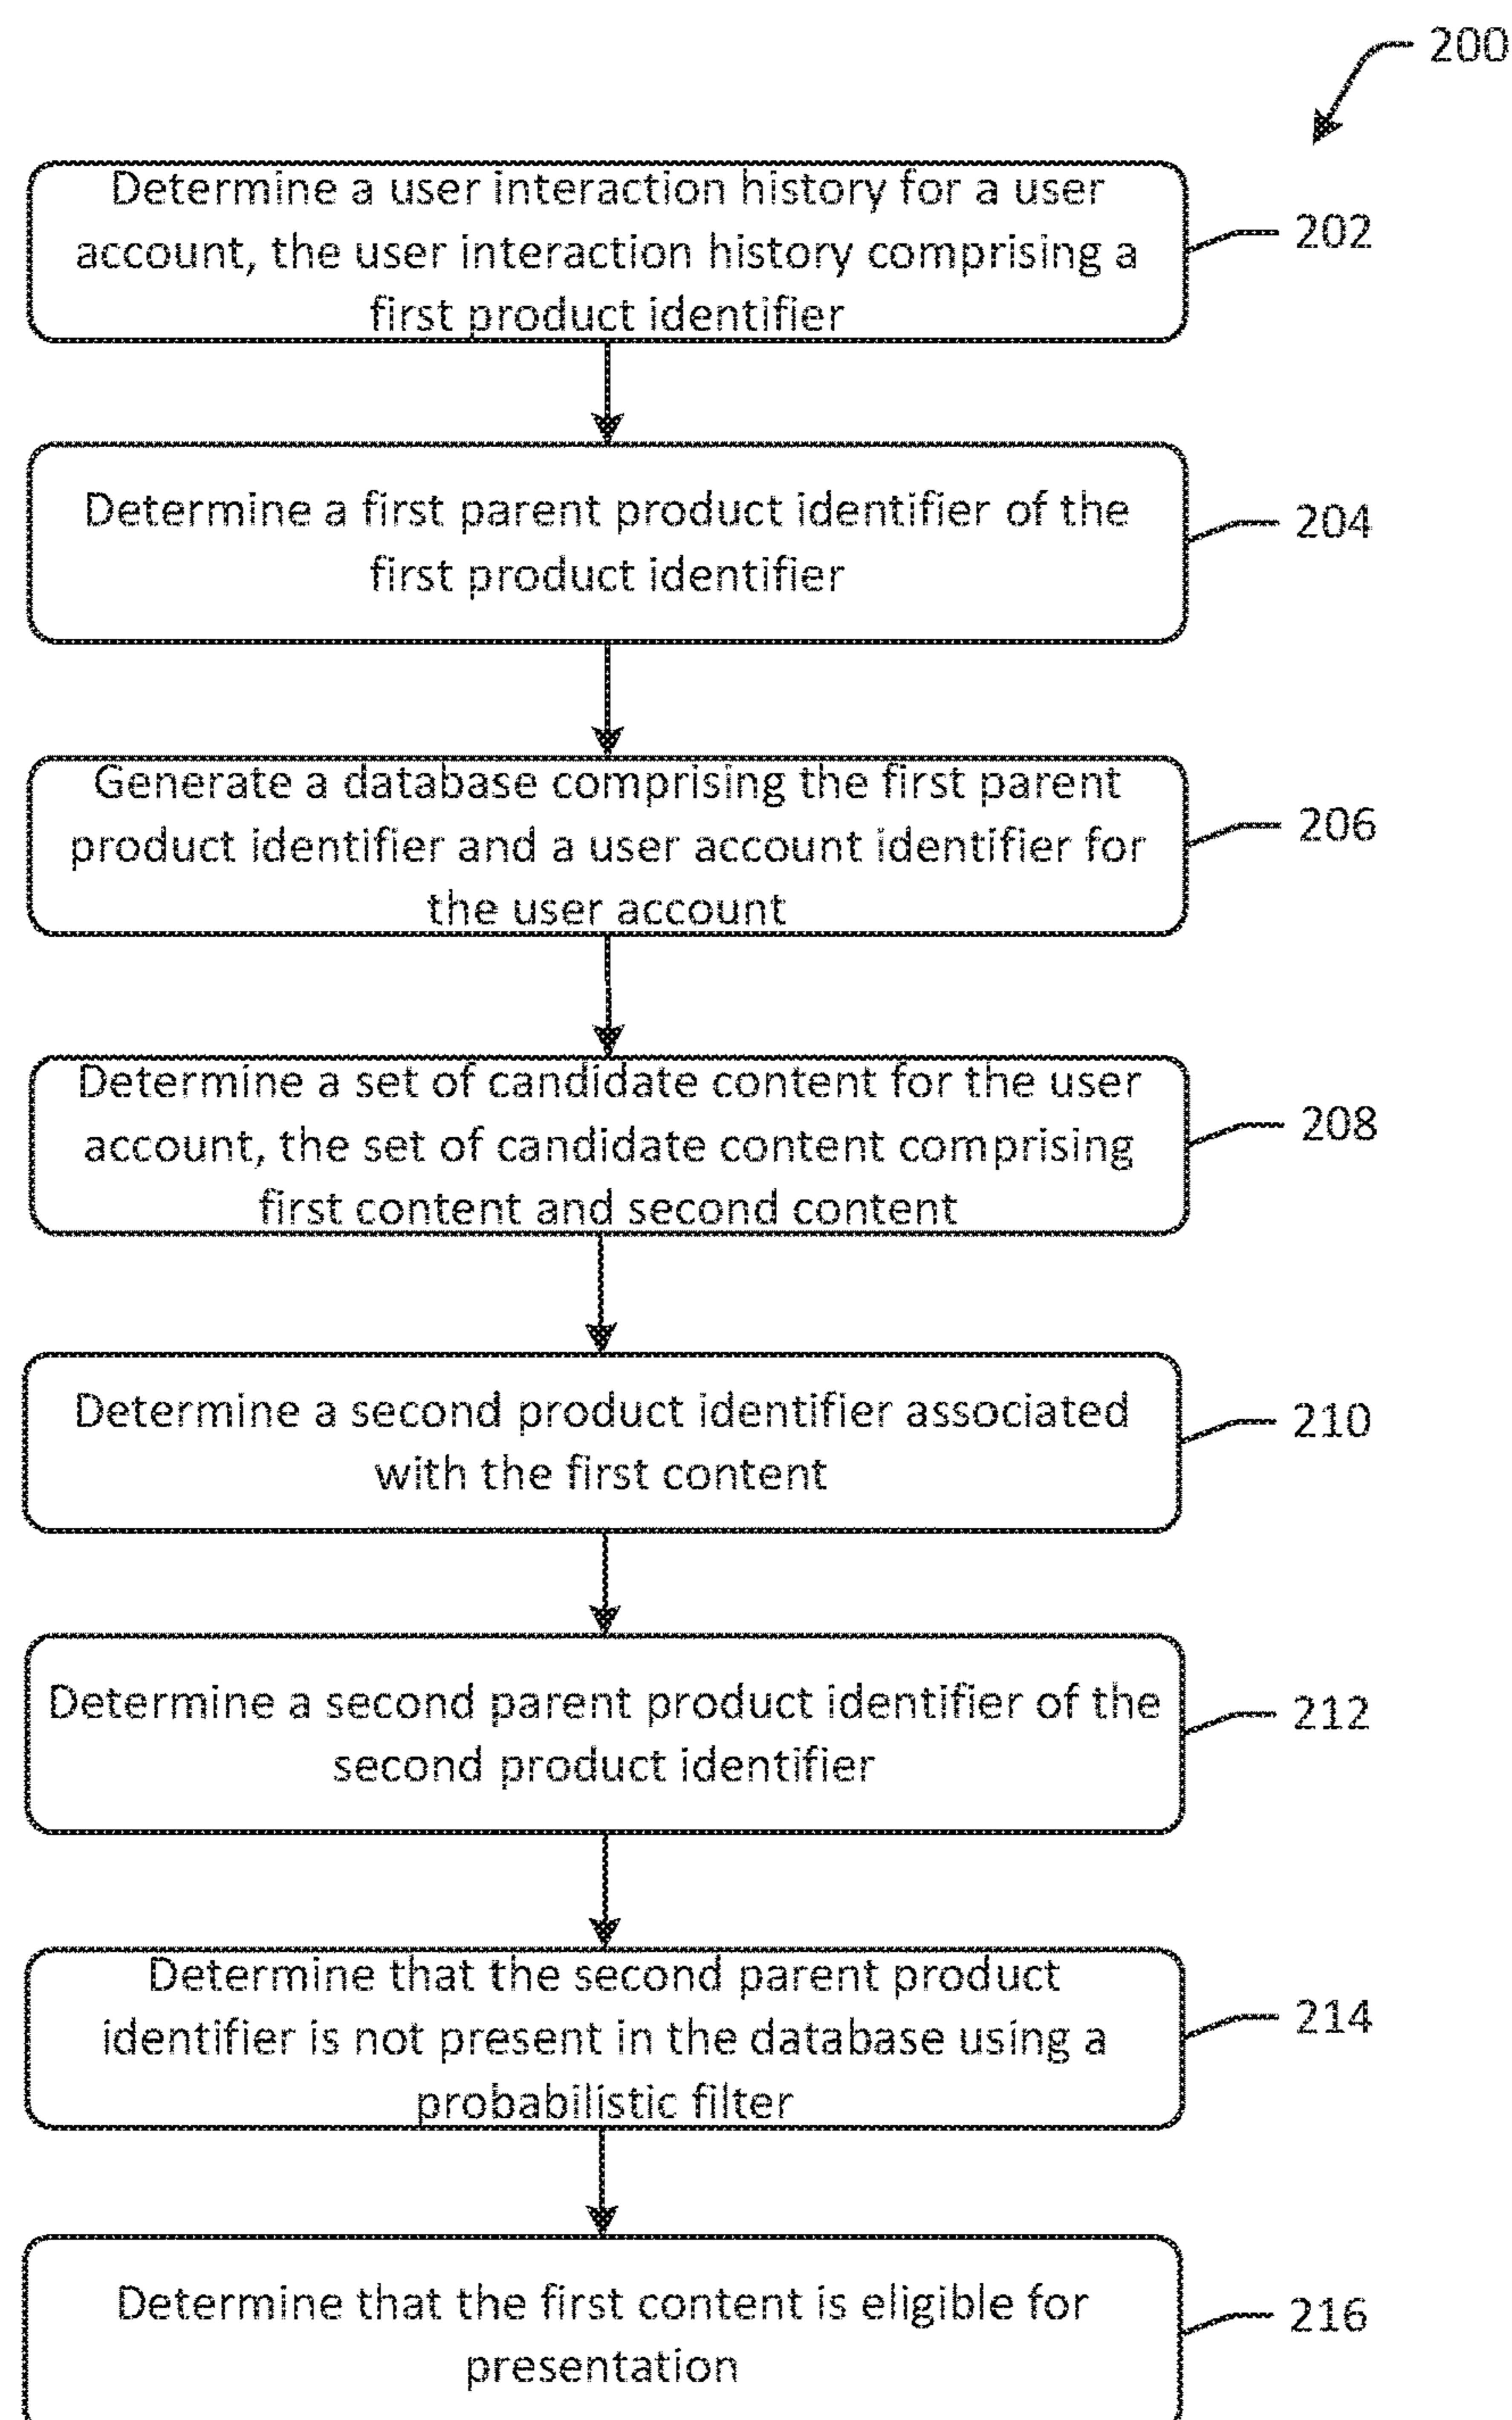 200
Determine a user interaction history for a user
account, the user interaction history comprising a
first product identifier
202
Determine a first parent product identifier of the
first product identifier
204
Generate a database comprising the first parent
product identifier and a user account identifier for
the user account
206
Determine a set of candidate content for the user
account, the set of candidate content comprising
first content and second content
208
Determine a second product identifier associated
with the first content
210
Determine a second parent product identifier of the
second product identifier
212
Determine that the second parent product
identifier is not present in the database using a
probabilistic filter
214
Determine that the first content is eligible for
presentation
216